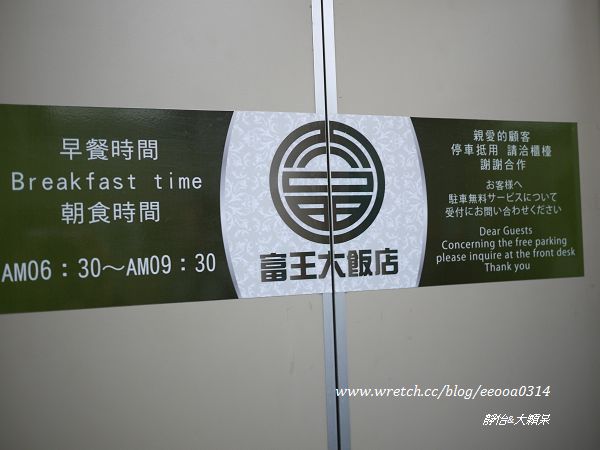 早餐時間
Breakfast time
朝食時間
AM06：30～AM09：30
富王大飯店
親愛的顧客
停車抵用 請洽櫃檯
謝謝合作
お客様へ
駐車無料サービスについて
受付にお問い合わせください
Dear Guests
Concerning the free parking
please inquire at the front desk
Thank you
www.wretch.cc/blog/eeooa0314
靜怡&大顆呆